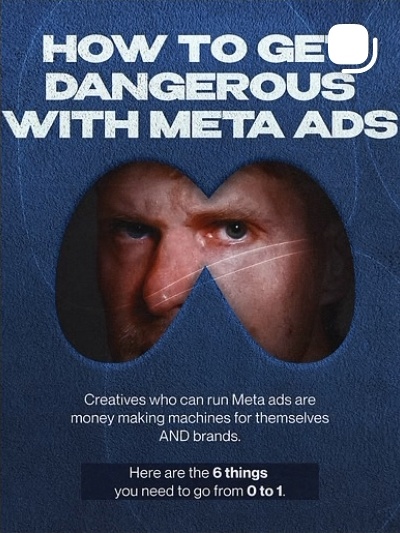 HOW TO GET
DANGEROUS
WITH META ADS
Creatives who can run Meta ads are
money making machines for themselves
AND brands.
Here are the 6 things
you need to go from 0 to 1.